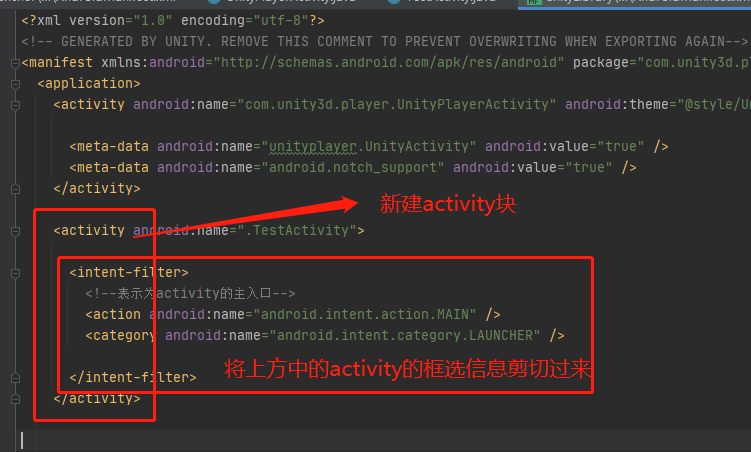 <?xml version="1.0" encoding="utf-8"?>
<!-- GENERATED BY UNITY. REMOVE THIS COMMENT TO PREVENT OVERWRITING WHEN EXPORTING AGAIN-->
<manifest xmlns:android="http://schemas.android.com/apk/res/android" package="com.unity3d.p
<application>
<activity android:name="com.unity3d.player.UnityPlayerActivity" android:theme="@style/Un
<meta-data android:name="unityplayer.UnityActivity" android:value="true" />
<meta-data android:name="android.notch_support" android:value="true" />
</activity>
新建activity块
<activity android:name=".TestActivity">
<intent-filter>
<!--表示为activity的主入口-->
<action android:name="android.intent.action.MAIN" />
<category android:name="android.intent.category.LAUNCHER" />
将上方中的activity的框选信息剪切过来
</intent-filter>
</activity>